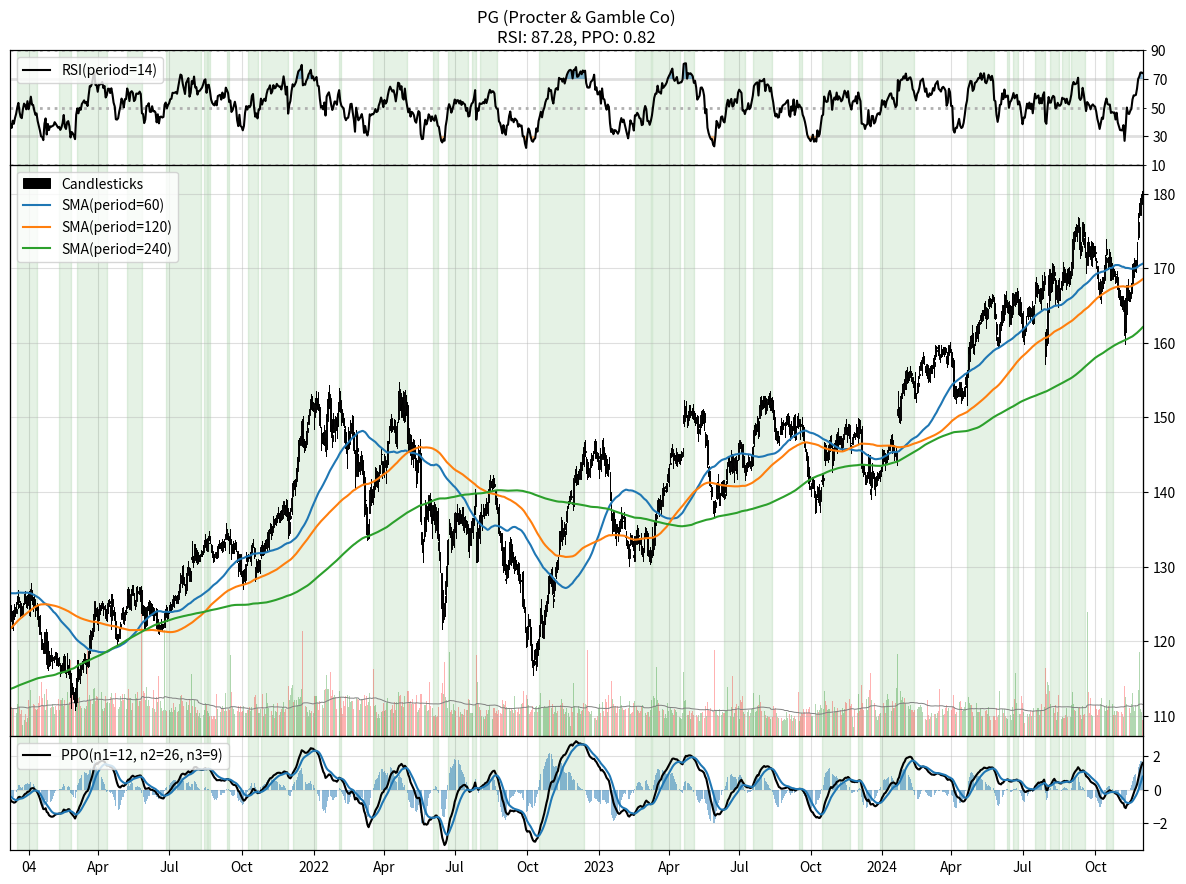 PG (Procter & Gamble Co)
RSI: 87.28, PPO: 0.82
RSI(period=14)
90
70
50
30
10
Candlesticks
SMA(period=60)
SMA(period=120)
SMA(period=240)
180
170
160
150
140
130
120
110
PPO(n1=12, n2=26, n3=9)
2
0
−2
04 Apr Jul Oct 2022 Apr Jul Oct 2023 Apr Jul Oct 2024 Apr Jul Oct